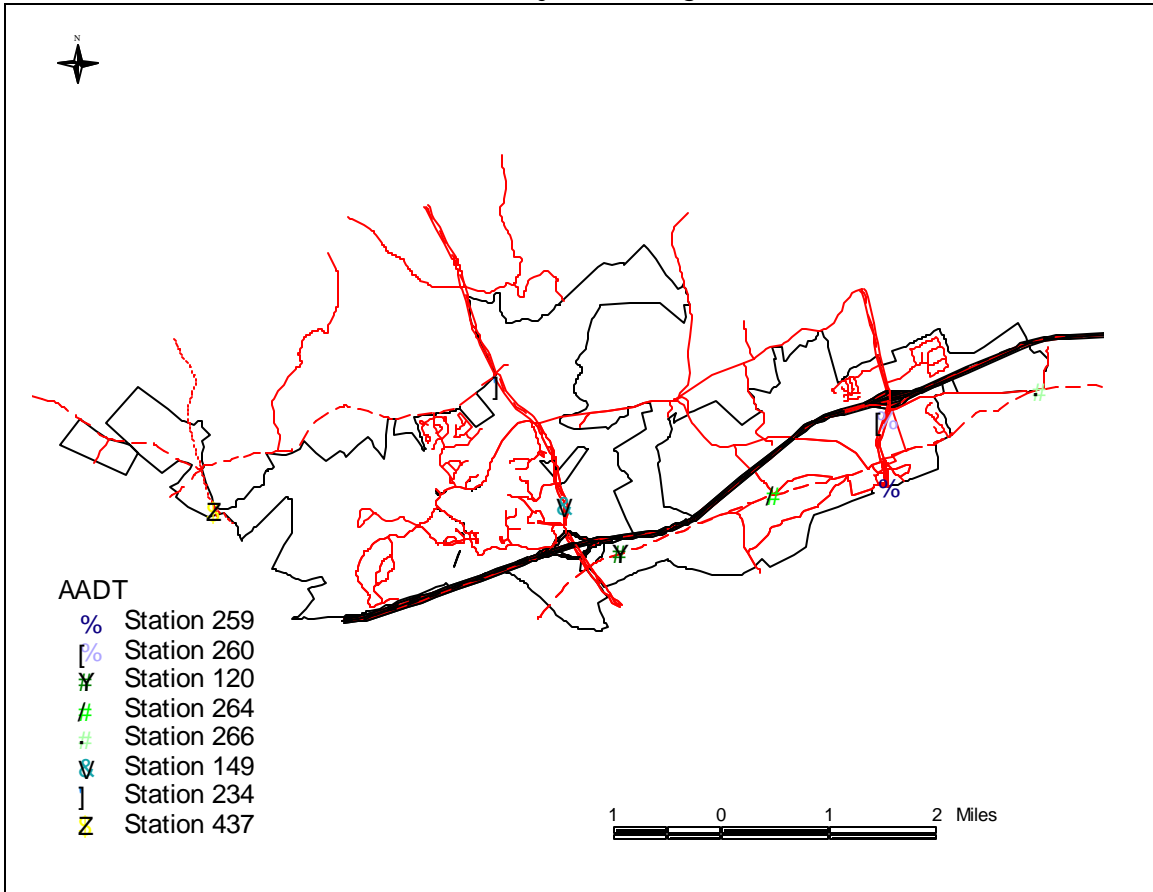 N
AADT
% Station 259
[% Station 260
¥# Station 120
/# Station 264
·# Station 266
V& Station 149
] Station 234
Z Station 437
1 0 1 2 Miles